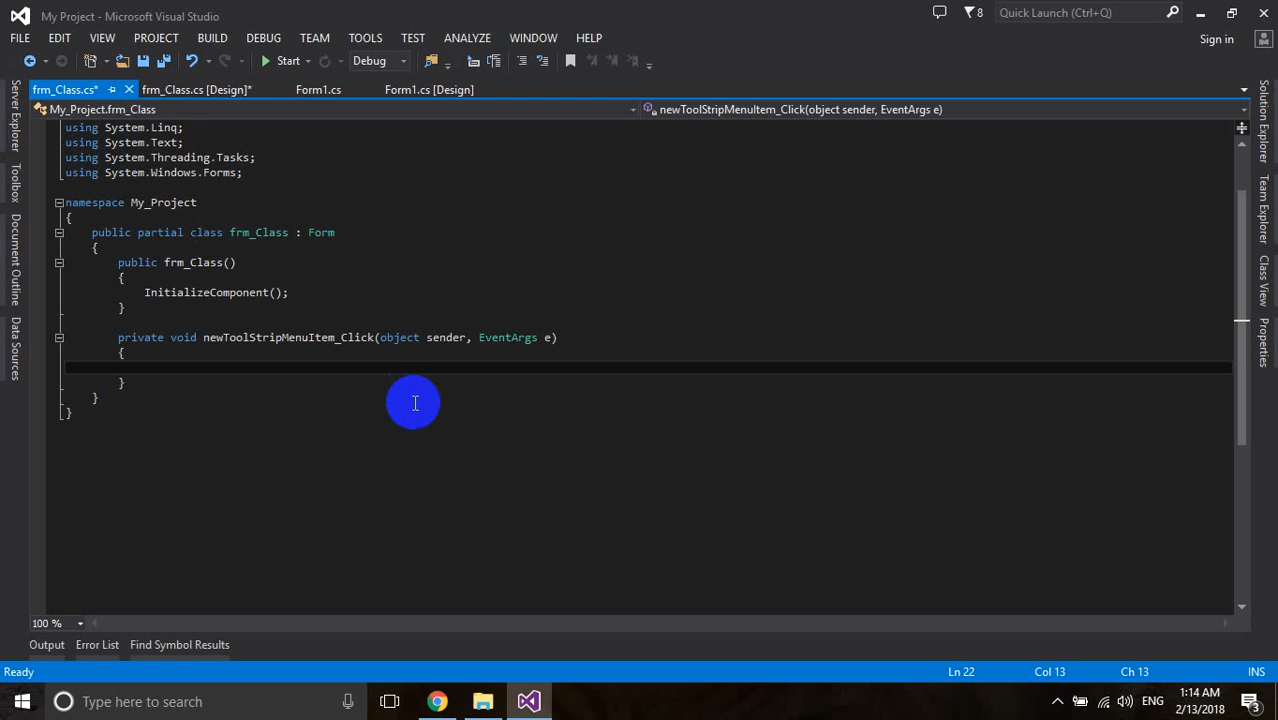 My Project - Microsoft Visual Studio
8
Quick Launch (Ctrl+Q)
FILE EDIT VIEW PROJECT BUILD DEBUG TEAM TOOLS TEST ANALYZE WINDOW HELP
Sign in
Start
Debug
frm_Class.cs*
frm_Class.cs [Design]*
Form1.cs
Form1.cs [Design]
My_Project.frm_Class
newToolStripMenuItem_Click(object sender, EventArgs e)
Server Explorer
Toolbox
Document Outline
Data Sources
using System.Linq;
using System.Text;
using System.Threading.Tasks;
using System.Windows.Forms;
namespace My_Project
{
public partial class frm_Class : Form
{
public frm_Class()
{
InitializeComponent();
}
private void newToolStripMenuItem_Click(object sender, EventArgs e)
{
}
}
}
Solution Explorer
Team Explorer
Class View
Properties
100 %
Output Error List Find Symbol Results
Ready
Ln 22
Col 13
Ch 13
INS
Type here to search
ENG
1:14 AM
2/13/2018
3